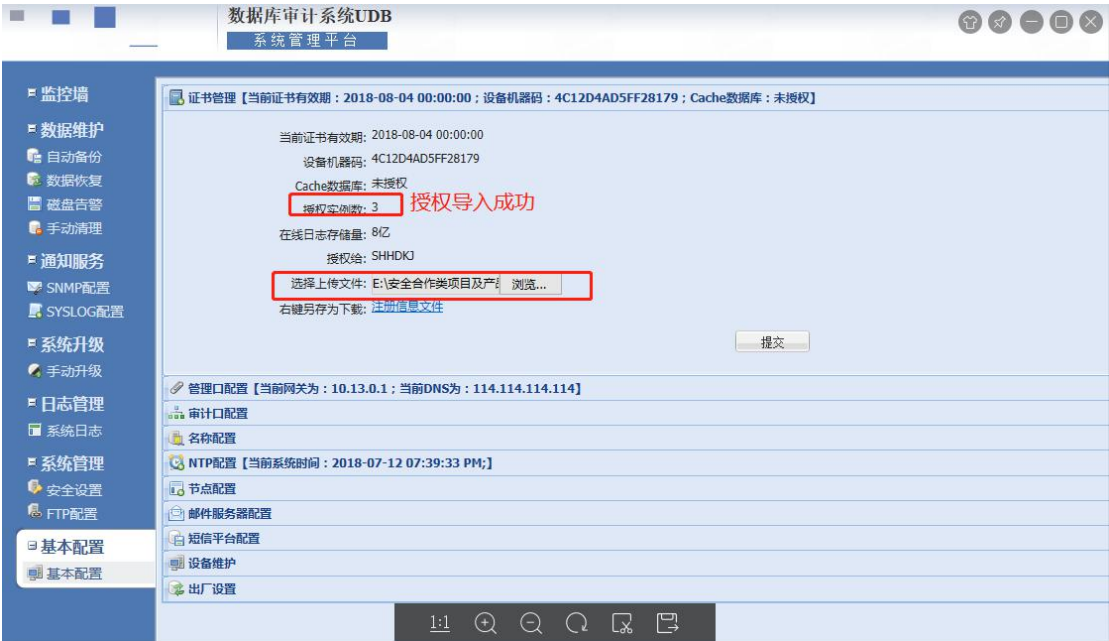 数据库审计系统UDB
系统管理平台
监控墙
数据维护
自动备份
数据恢复
磁盘告警
手动清理
通知服务
SNMP配置
SYSLOG配置
系统升级
手动升级
日志管理
系统日志
系统管理
安全设置
FTP配置
基本配置
基本配置
证书管理【当前证书有效期：2018-08-04 00:00:00；设备机器码：4C12D4AD5FF28179；Cache数据库：未授权】
当前证书有效期: 2018-08-04 00:00:00
设备机器码: 4C12D4AD5FF28179
Cache数据库: 未授权
授权实例数: 3 授权导入成功
在线日志存储量: 8亿
授权给: SHHDKJ
选择上传文件: E:\安全合作类项目及产 浏览...
右键另存为下载: 注册信息文件
提交
管理口配置【当前网关为：10.13.0.1；当前DNS为：114.114.114.114】
审计口配置
名称配置
NTP配置【当前系统时间：2018-07-12 07:39:33 PM;】
节点配置
邮件服务器配置
短信平台配置
设备维护
出厂设置
1:1